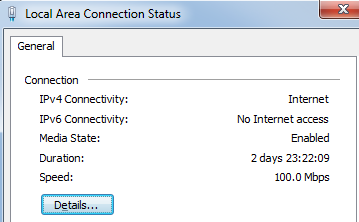 Local Area Connection Status
General
Connection
IPv4 Connectivity: Internet
IPv6 Connectivity: No Internet access
Media State: Enabled
Duration: 2 days 23:22:09
Speed: 100.0 Mbps
Details...